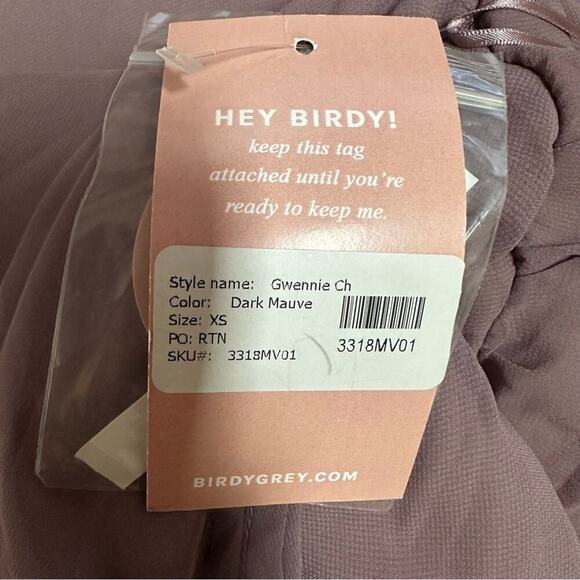 HEY BIRDY!
keep this tag
attached until you're
ready to keep me.
Style name: Gwennie Ch
Color: Dark Mauve
Size: XS
PO: RTN
SKU#: 3318MV01
3318MV01
BIRDYGREY.COM